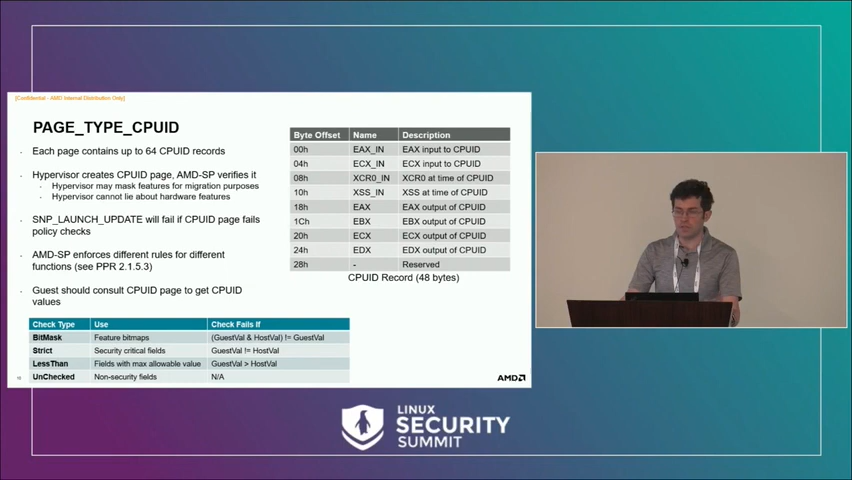 [Confidential - AMD Internal Distribution Only]
PAGE_TYPE_CPUID
Each page contains up to 64 CPUID records
Hypervisor creates CPUID page, AMD-SP verifies it
Hypervisor may mask features for migration purposes
Hypervisor cannot lie about hardware features
SNP_LAUNCH_UPDATE will fail if CPUID page fails
policy checks
AMD-SP enforces different rules for different
functions (see PPR 2.1.5.3)
Guest should consult CPUID page to get CPUID
values
Byte Offset Name Description
00h EAX_IN EAX input to CPUID
04h ECX_IN ECX input to CPUID
08h XCR0_IN XCR0 at time of CPUID
10h XSS_IN XSS at time of CPUID
18h EAX EAX output of CPUID
1Ch EBX EBX output of CPUID
20h ECX ECX output of CPUID
24h EDX EDX output of CPUID
28h - Reserved
CPUID Record (48 bytes)
Check Type Use Check Fails If
BitMask Feature bitmaps (GuestVal & HostVal) != GuestVal
Strict Security critical fields GuestVal != HostVal
LessThan Fields with max allowable value GuestVal > HostVal
UnChecked Non-security fields N/A
AMD
LINUX
SECURITY
SUMMIT